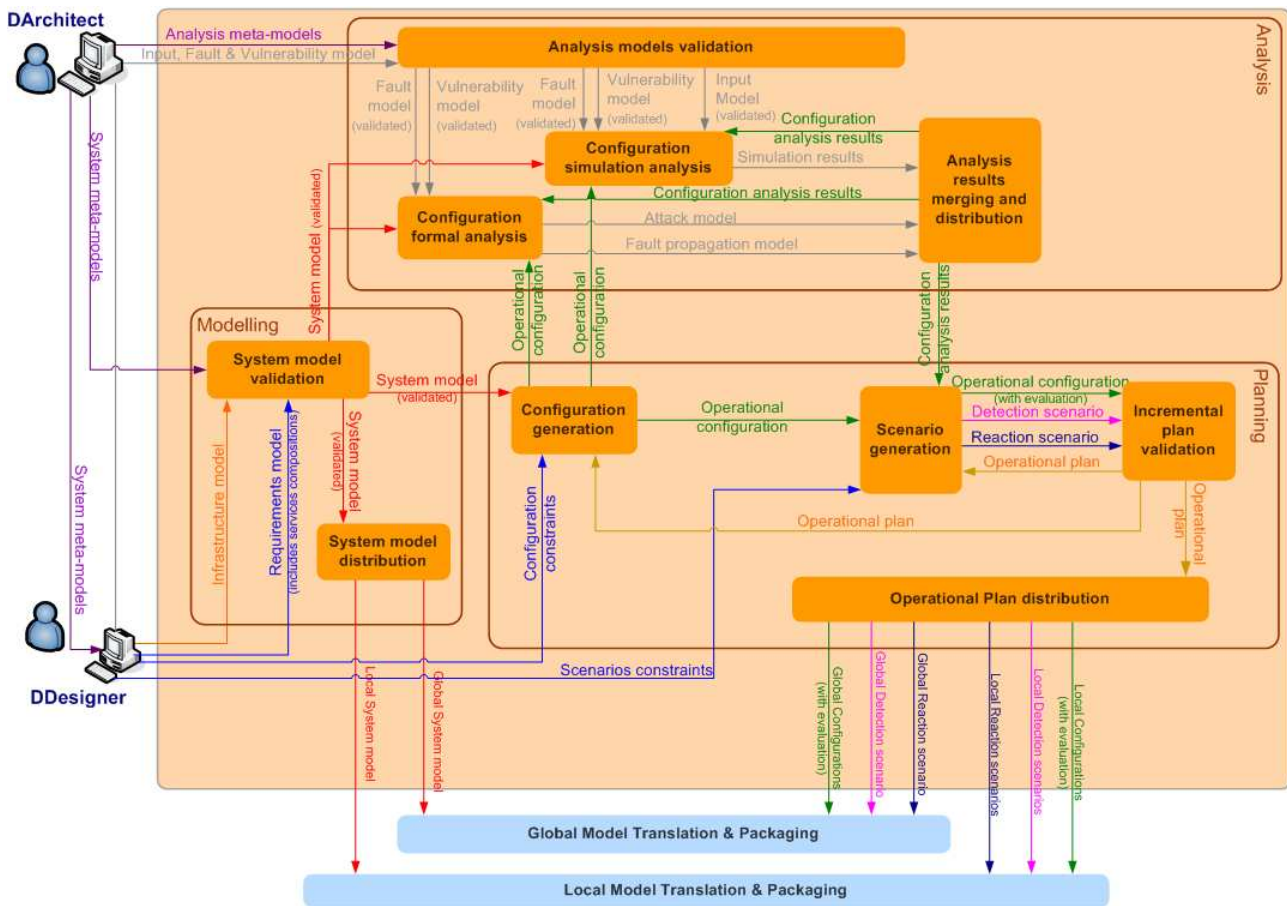 DArchitect
Analysis meta-models
Input, Fault & Vulnerability model
Analysis models validation
Analysis
Fault
model
(validated)
Vulnerability
model
(validated)
Fault
model
(validated)
Vulnerability
model
(validated)
Input
Model
(validated)
Configuration
analysis results
Configuration
simulation analysis
Simulation results
Analysis
results
merging and
distribution
Configuration analysis results
Configuration
formal analysis
Attack model
Fault propagation model
System meta-models
System model (validated)
Operational
configuration
Operational
configuration
Configuration
analysis results
Modelling
System model
validation
System model
(validated)
Planning
Configuration
generation
Operational
configuration
Scenario
generation
Operational configuration
(with evaluation)
Detection scenario
Reaction scenario
Operational plan
Incremental
plan
validation
System meta-models
Infrastructure model
Requirements model
(includes services compositions)
System model
(validated)
System model
distribution
Configuration
constraints
Operational plan
Operational
plan
Operational Plan distribution
DDesigner
Scenarios constraints
Local System model
Global System model
Global Configurations
(with evaluation)
Global Detection scenario
Global Reaction scenario
Local Reaction scenarios
Local Detection scenarios
Local Configurations
(with evaluation)
Global Model Translation & Packaging
Local Model Translation & Packaging